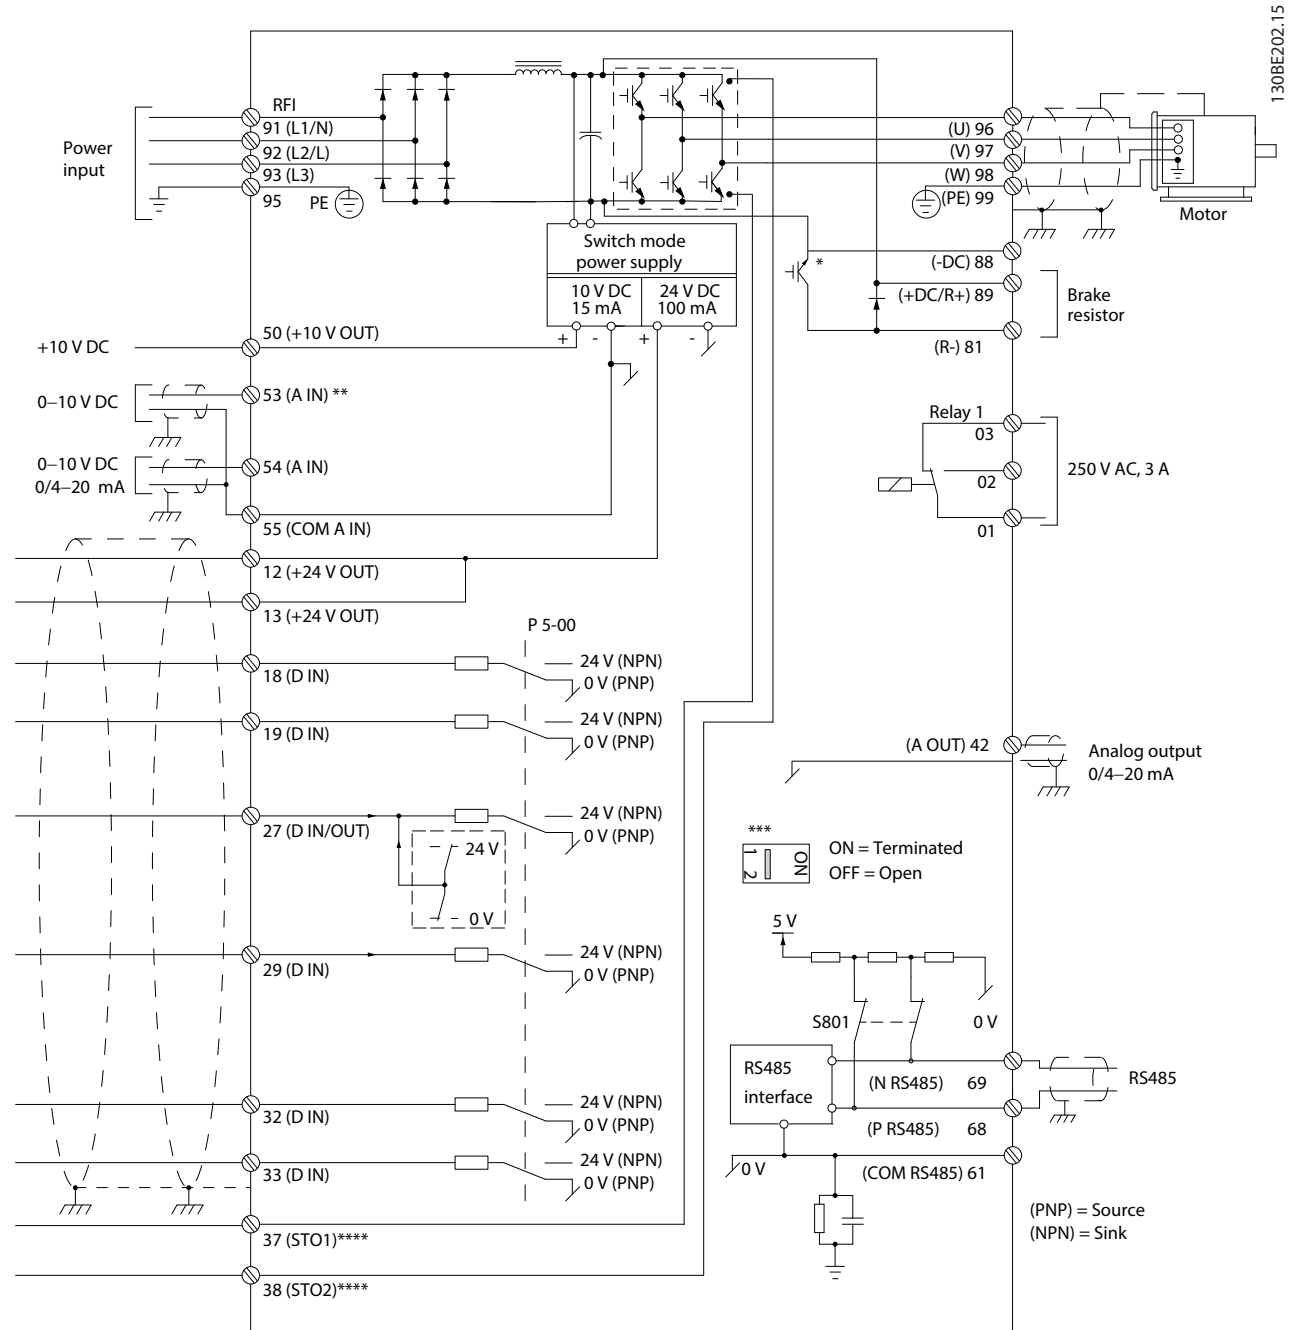 130BE202.15
RFI
91 (L1/N)
92 (L2/L)
93 (L3)
95
PE
Power
input
(U) 96
(V) 97
(W) 98
(PE) 99
Motor
Switch mode
power supply
10 V DC
15 mA
24 V DC
100 mA
+ - + -
*
(-DC) 88
(+DC/R+) 89
(R-) 81
Brake
resistor
+10 V DC
50 (+10 V OUT)
0–10 V DC
53 (A IN) **
0–10 V DC
0/4–20 mA
54 (A IN)
55 (COM A IN)
Relay 1
03
02
01
250 V AC, 3 A
12 (+24 V OUT)
13 (+24 V OUT)
P 5-00
18 (D IN)
24 V (NPN)
0 V (PNP)
19 (D IN)
24 V (NPN)
0 V (PNP)
27 (D IN/OUT)
24 V (NPN)
0 V (PNP)
24 V
0 V
29 (D IN)
24 V (NPN)
0 V (PNP)
32 (D IN)
24 V (NPN)
0 V (PNP)
33 (D IN)
24 V (NPN)
0 V (PNP)
37 (STO1)****
38 (STO2)****
(A OUT) 42
Analog output
0/4–20 mA
***
1 2
ON
ON = Terminated
OFF = Open
5 V
S801
0 V
RS485
interface
(N RS485) 69
(P RS485) 68
RS485
0 V
(COM RS485) 61
(PNP) = Source
(NPN) = Sink